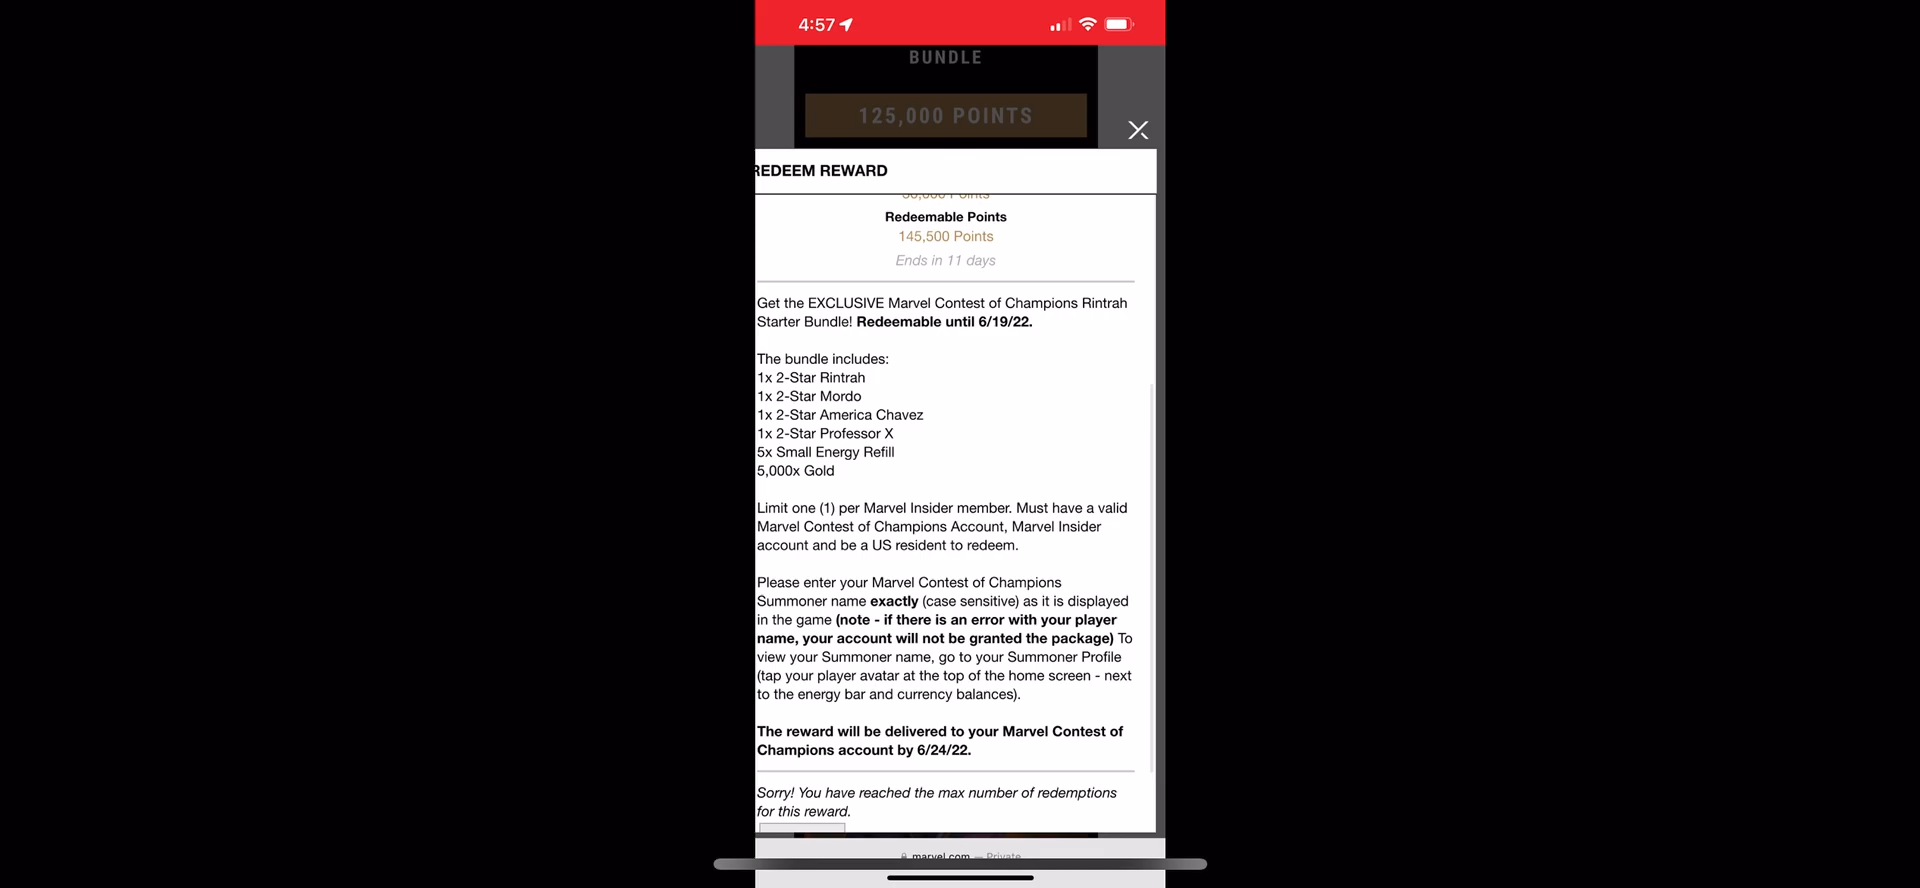 4:57
BUNDLE
125,000 POINTS
REDEEM REWARD
Redeemable Points
145,500 Points
Ends in 11 days
Get the EXCLUSIVE Marvel Contest of Champions Rintrah
Starter Bundle! Redeemable until 6/19/22.
The bundle includes:
1x 2-Star Rintrah
1x 2-Star Mordo
1x 2-Star America Chavez
1x 2-Star Professor X
5x Small Energy Refill
5,000x Gold
Limit one (1) per Marvel Insider member. Must have a valid
Marvel Contest of Champions Account, Marvel Insider
account and be a US resident to redeem.
Please enter your Marvel Contest of Champions
Summoner name exactly (case sensitive) as it is displayed
in the game (note - if there is an error with your player
name, your account will not be granted the package) To
view your Summoner name, go to your Summoner Profile
(tap your player avatar at the top of the home screen - next
to the energy bar and currency balances).
The reward will be delivered to your Marvel Contest of
Champions account by 6/24/22.
Sorry! You have reached the max number of redemptions
for this reward.
marvel.com — Private